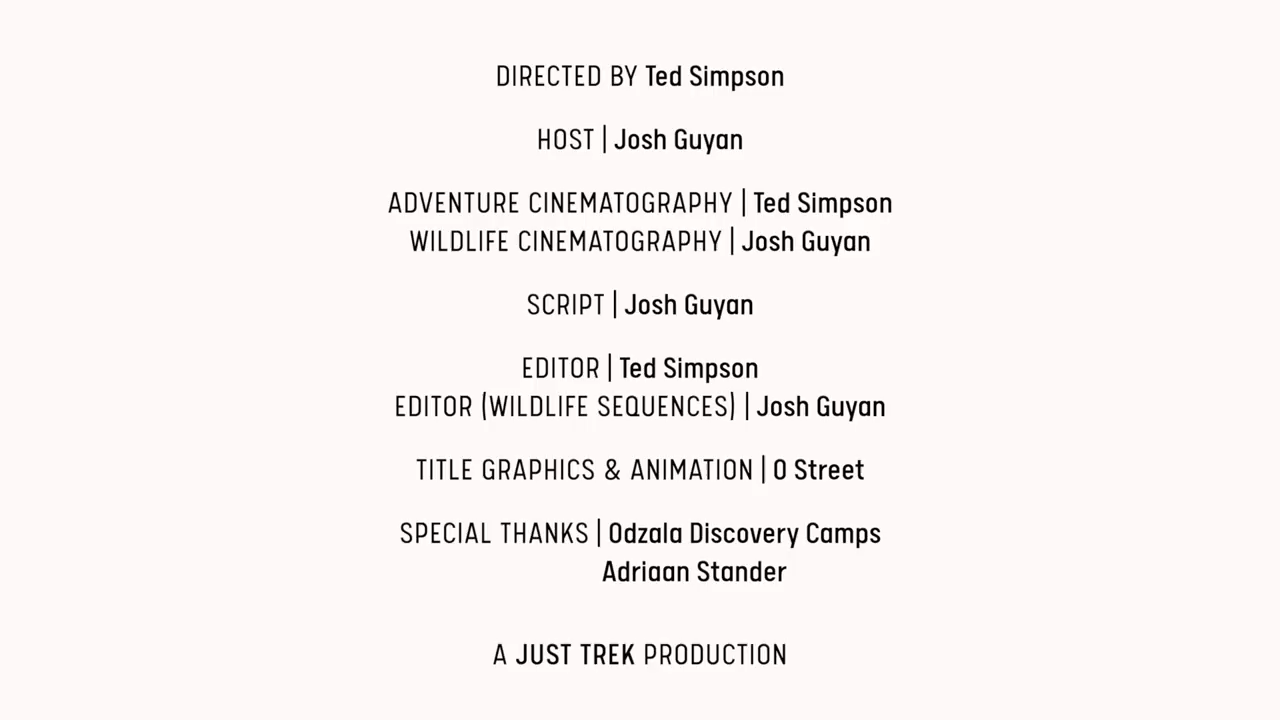 DIRECTED BY Ted Simpson
HOST | Josh Guyan
ADVENTURE CINEMATOGRAPHY | Ted Simpson
WILDLIFE CINEMATOGRAPHY | Josh Guyan
SCRIPT | Josh Guyan
EDITOR | Ted Simpson
EDITOR (WILDLIFE SEQUENCES) | Josh Guyan
TITLE GRAPHICS & ANIMATION | O Street
SPECIAL THANKS | Odzala Discovery Camps
Adriaan Stander
A JUST TREK PRODUCTION